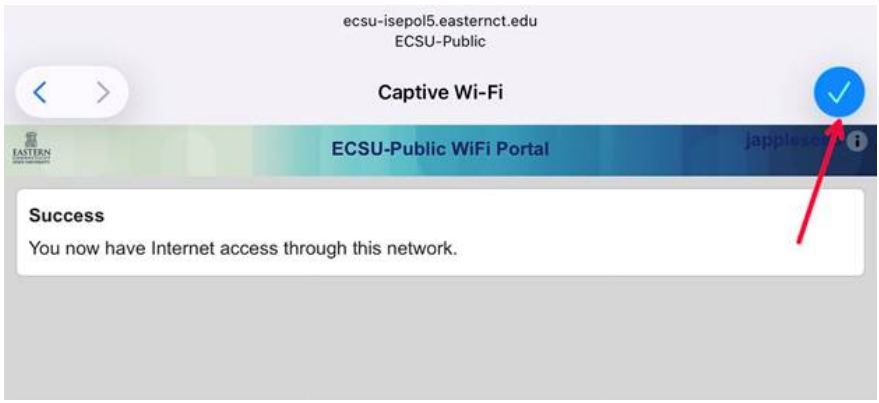 ecsu-isepol5.easternct.edu
ECSU-Public
Captive Wi-Fi
EASTERN
ECSU-Public WiFi Portal
Success
You now have Internet access through this network.